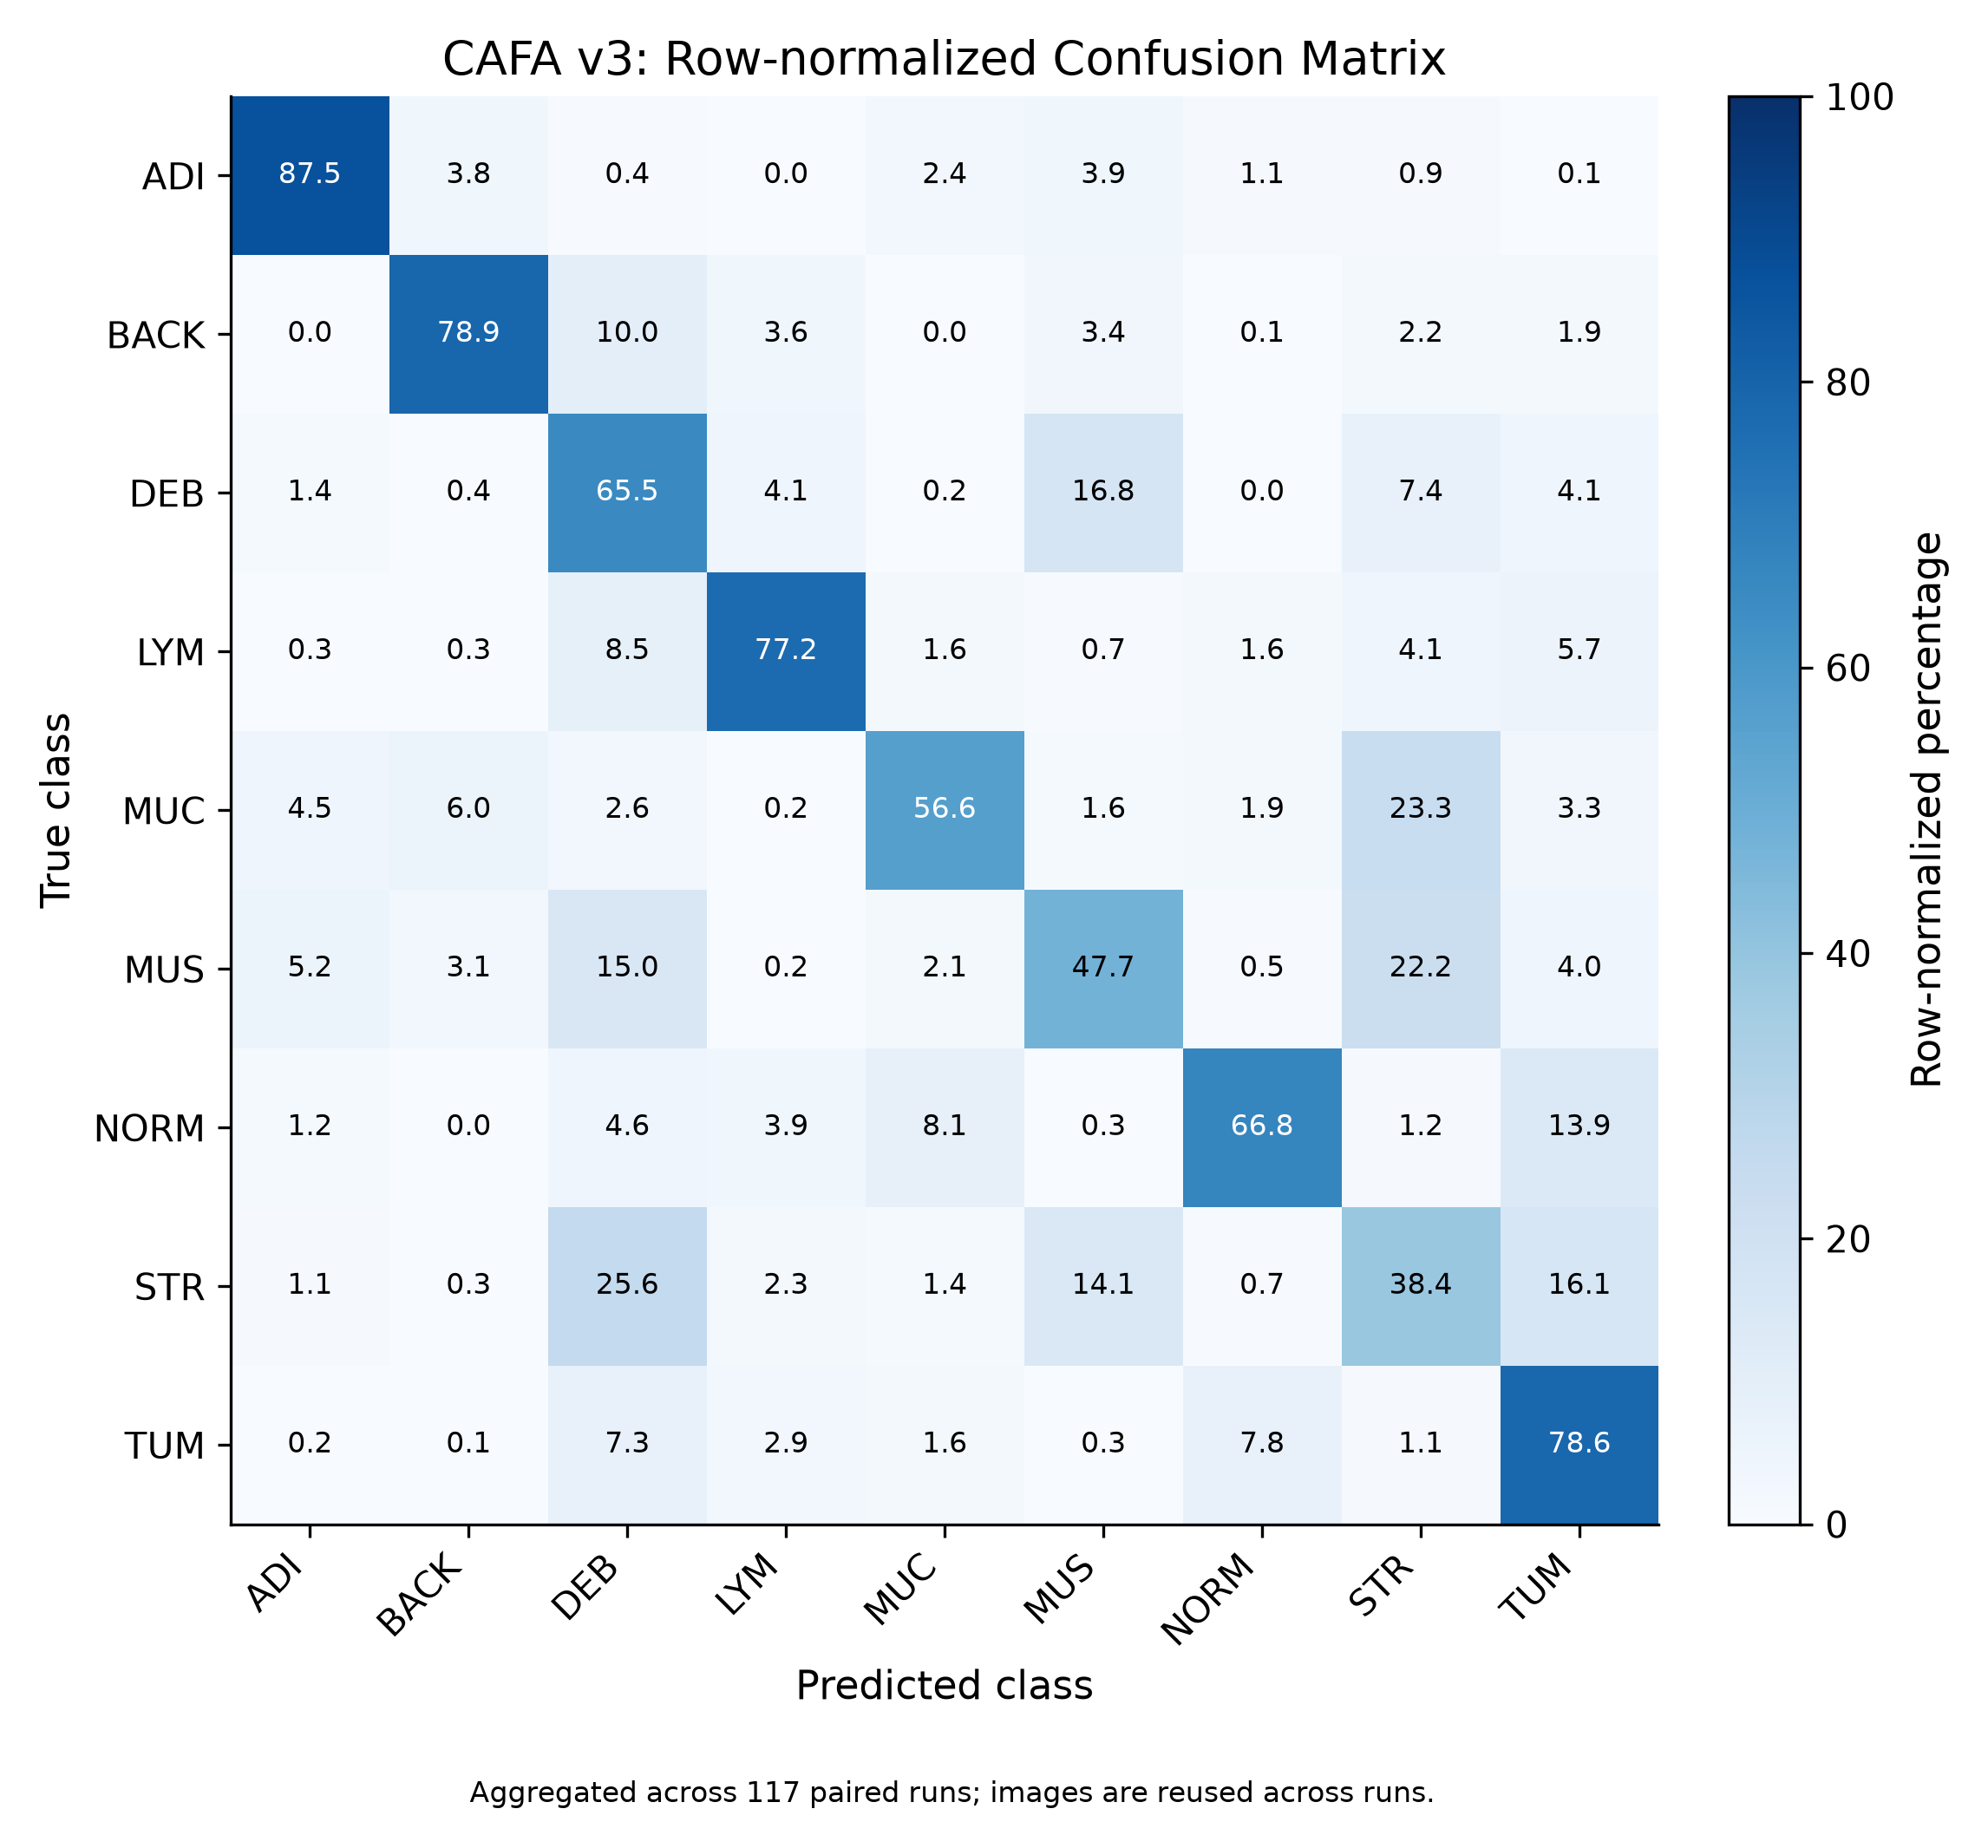 CAFA v3: Row-normalized Confusion Matrix
ADI 87.5 3.8 0.4 0.0 2.4 3.9 1.1 0.9 0.1
BACK 0.0 78.9 10.0 3.6 0.0 3.4 0.1 2.2 1.9
DEB 1.4 0.4 65.5 4.1 0.2 16.8 0.0 7.4 4.1
LYM 0.3 0.3 8.5 77.2 1.6 0.7 1.6 4.1 5.7
MUC 4.5 6.0 2.6 0.2 56.6 1.6 1.9 23.3 3.3
MUS 5.2 3.1 15.0 0.2 2.1 47.7 0.5 22.2 4.0
NORM 1.2 0.0 4.6 3.9 8.1 0.3 66.8 1.2 13.9
STR 1.1 0.3 25.6 2.3 1.4 14.1 0.7 38.4 16.1
TUM 0.2 0.1 7.3 2.9 1.6 0.3 7.8 1.1 78.6
ADI BACK DEB LYM MUC MUS NORM STR TUM
Predicted class
True class
100
80
60
40
20
0
Row-normalized percentage
Aggregated across 117 paired runs; images are reused across runs.